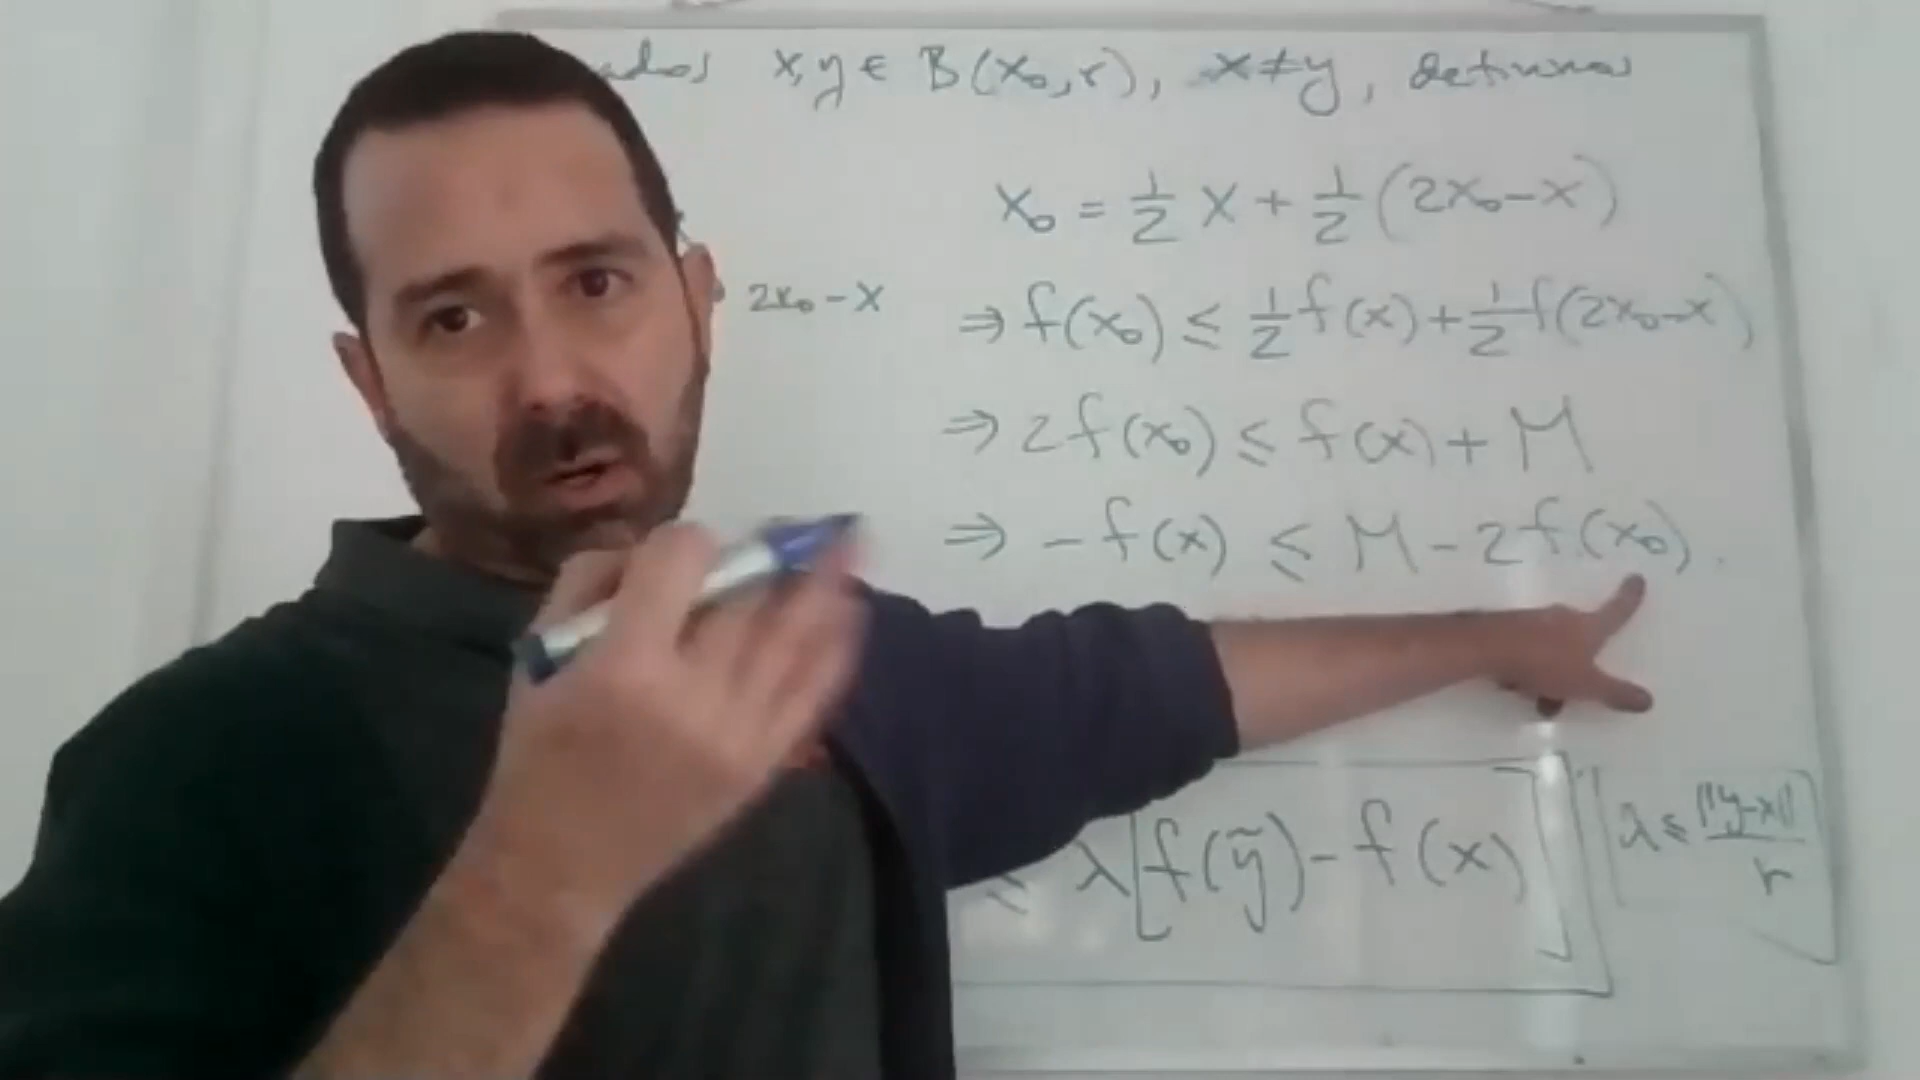 x,y ∈ B(x₀,r), x≠y, definimos
x₀ = 1/2 x + 1/2 (2x₀-x)
2x₀-x
⇒ f(x₀) ≤ 1/2 f(x) + 1/2 f(2x₀-x)
⇒ 2f(x₀) ≤ f(x) + M
⇒ -f(x) ≤ M - 2f(x₀).
≤ λ[f(ỹ) - f(x)]
λ ≤ ||y-x||/r